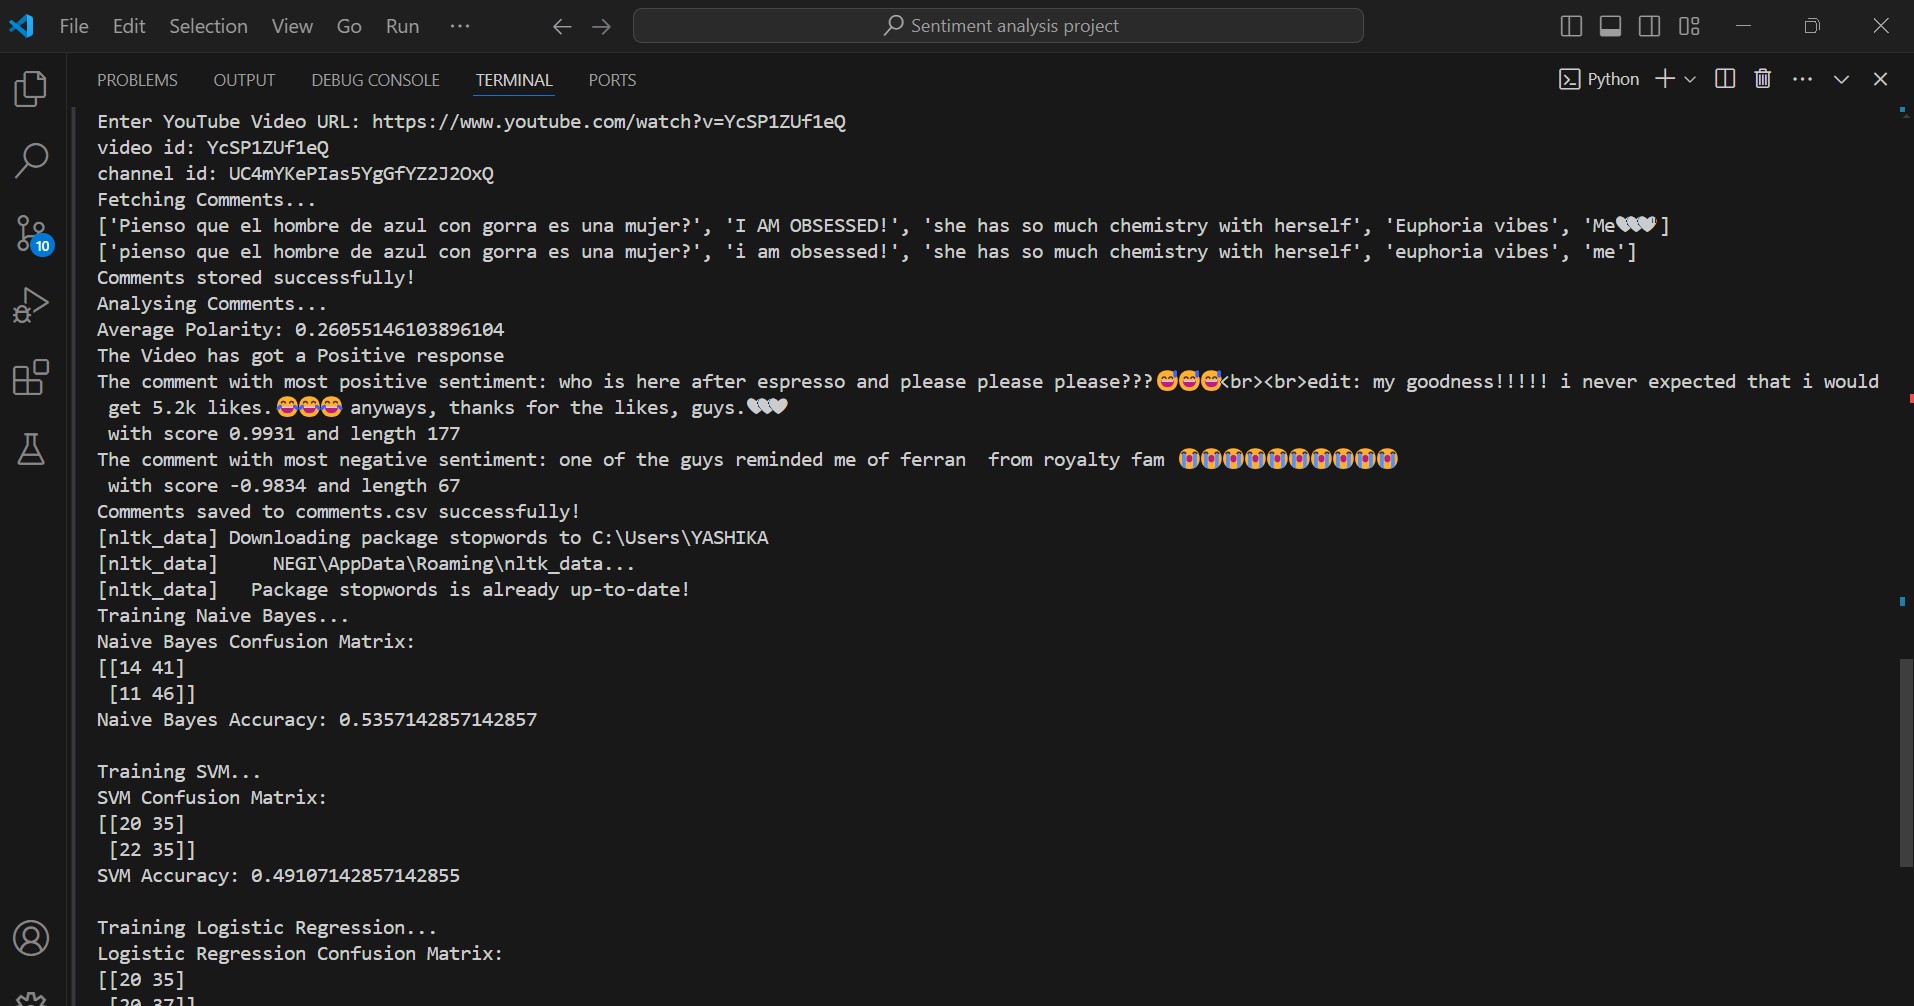 File Edit Selection View Go Run ··· Sentiment analysis project
PROBLEMS OUTPUT DEBUG CONSOLE TERMINAL PORTS Python
Enter YouTube Video URL: https://www.youtube.com/watch?v=YcSP1ZUf1eQ
video id: YcSP1ZUf1eQ
channel id: UC4mYKePIas5YgGfYZ2J2OxQ
Fetching Comments...
['Pienso que el hombre de azul con gorra es una mujer?', 'I AM OBSESSED!', 'she has so much chemistry with herself', 'Euphoria vibes', 'Me🤍🤍🤍']
['pienso que el hombre de azul con gorra es una mujer?', 'i am obsessed!', 'she has so much chemistry with herself', 'euphoria vibes', 'me']
Comments stored successfully!
Analysing Comments...
Average Polarity: 0.26055146103896104
The Video has got a Positive response
The comment with most positive sentiment: who is here after espresso and please please please???😅😅😅<br><br>edit: my goodness!!!!! i never expected that i would
get 5.2k likes.😂😂😂 anyways, thanks for the likes, guys.🤍🤍🤍
with score 0.9931 and length 177
The comment with most negative sentiment: one of the guys reminded me of ferran  from royalty fam 😭😭😭😭😭😭😭😭😭😭
with score -0.9834 and length 67
Comments saved to comments.csv successfully!
[nltk_data] Downloading package stopwords to C:\Users\YASHIKA
[nltk_data]     NEGI\AppData\Roaming\nltk_data...
[nltk_data]   Package stopwords is already up-to-date!
Training Naive Bayes...
Naive Bayes Confusion Matrix:
[[14 41]
[11 46]]
Naive Bayes Accuracy: 0.5357142857142857
Training SVM...
SVM Confusion Matrix:
[[20 35]
[22 35]]
SVM Accuracy: 0.49107142857142855
Training Logistic Regression...
Logistic Regression Confusion Matrix:
[[20 35]
[20 37]]
10